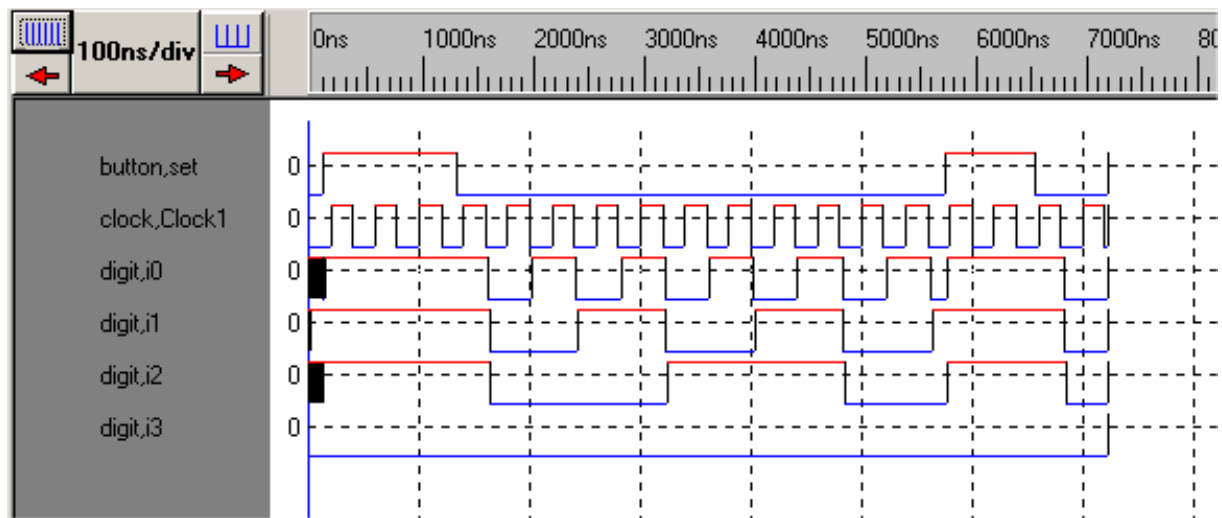 100ns/div
0ns 1000ns 2000ns 3000ns 4000ns 5000ns 6000ns 7000ns 80
button,set 0
clock,Clock1 0
digit,i0 0
digit,i1 0
digit,i2 0
digit,i3 0